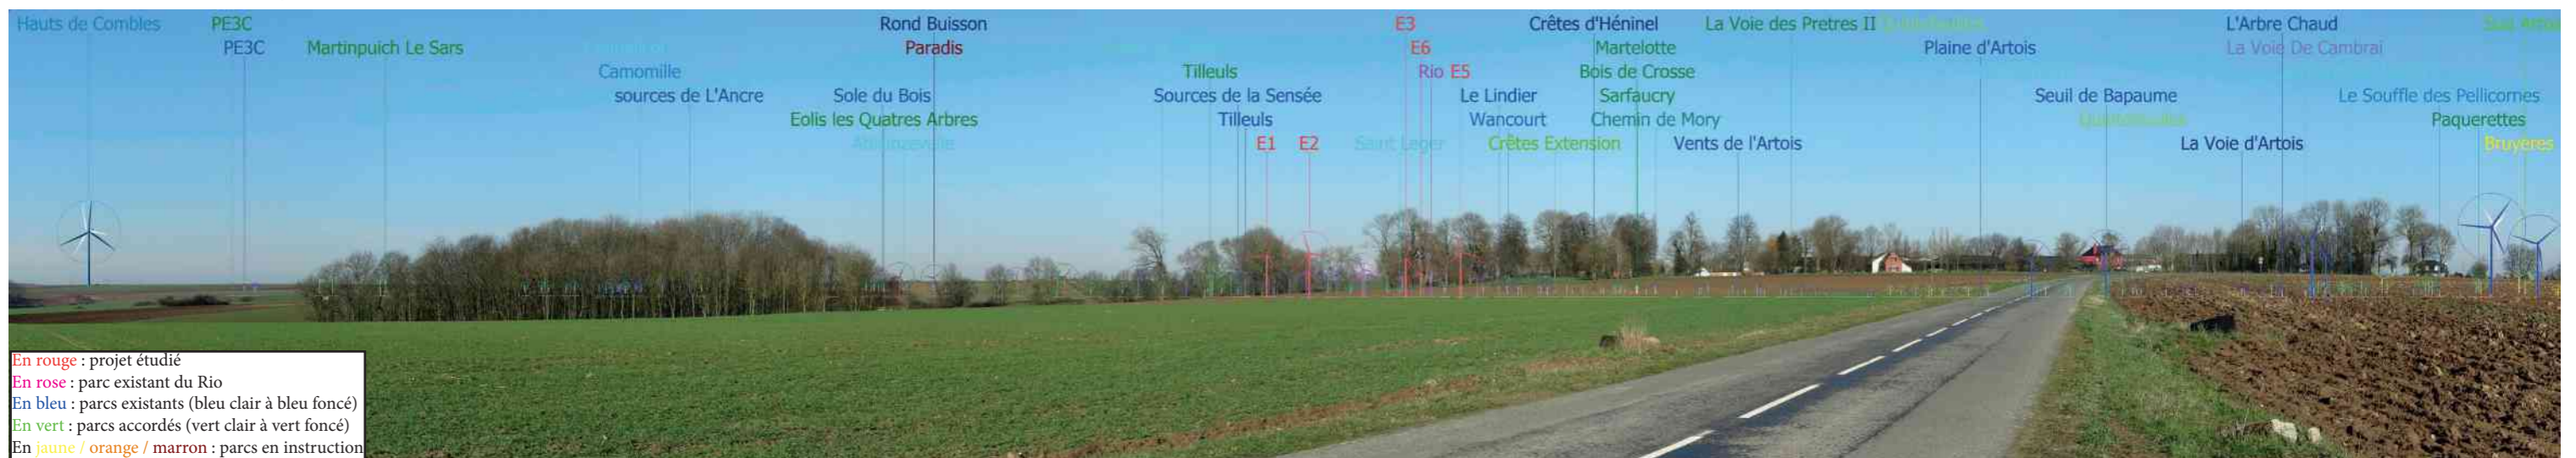 Hauts de Combles PE3C Rond Buisson E3 Crêtes d'Héninel La Voie des Pretres II L'Arbre Chaud
PE3C Martinpuich Le Sars Paradis E6 Martelotte Plaine d'Artois La Voie De Cambrai
Camomille Tilleuls Rio E5 Bois de Crosse
sources de L'Ancre Sole du Bois Sources de la Sensée Le Lindier Sarfaucry Seuil de Bapaume Le Souffle des Pellicornes
Eolis les Quatres Arbres Tilleuls Wancourt Chemin de Mory Paquerettes
E1 E2 Saint Leger Crêtes Extension Vents de l'Artois La Voie d'Artois Bruyères
En rouge : projet étudié
En rose : parc existant du Rio
En bleu : parcs existants (bleu clair à bleu foncé)
En vert : parcs accordés (vert clair à vert foncé)
En jaune / orange / marron : parcs en instruction